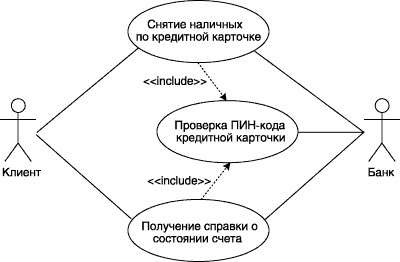 Снятие наличных
по кредитной карточке
<<include>>
Проверка ПИН-кода
кредитной карточки
Клиент
Банк
<<include>>
Получение справки о
состоянии счета